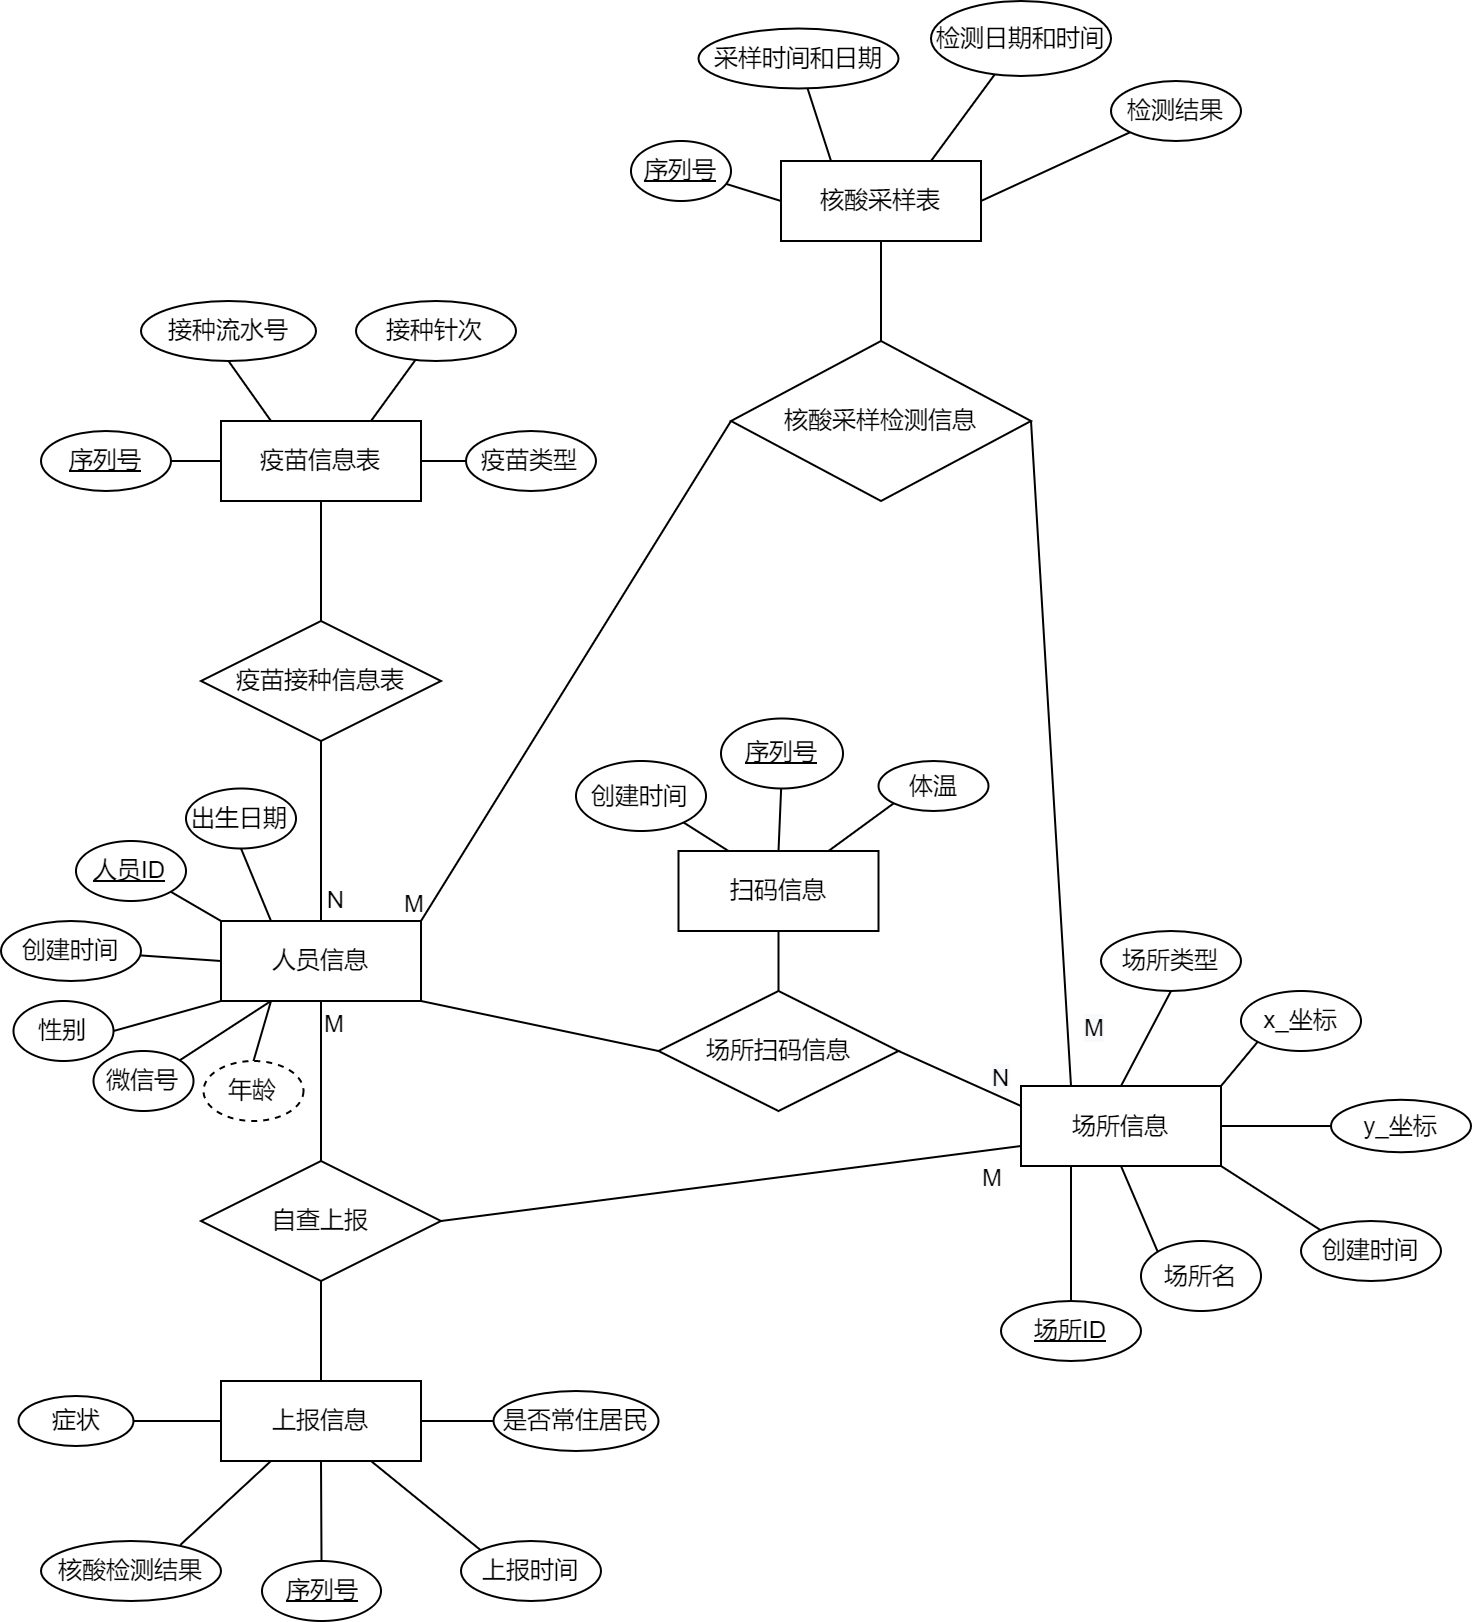 检测日期和时间
采样时间和日期
检测结果
序列号
核酸采样表
接种流水号
接种针次
核酸采样检测信息
序列号
疫苗信息表
疫苗类型
疫苗接种信息表
序列号
创建时间
体温
出生日期
人员ID
扫码信息
N
M
创建时间
人员信息
场所类型
性别
M
M
x_坐标
微信号
年龄
场所扫码信息
N
场所信息
y_坐标
M
自查上报
创建时间
场所名
场所ID
症状
上报信息
是否常住居民
核酸检测结果
序列号
上报时间